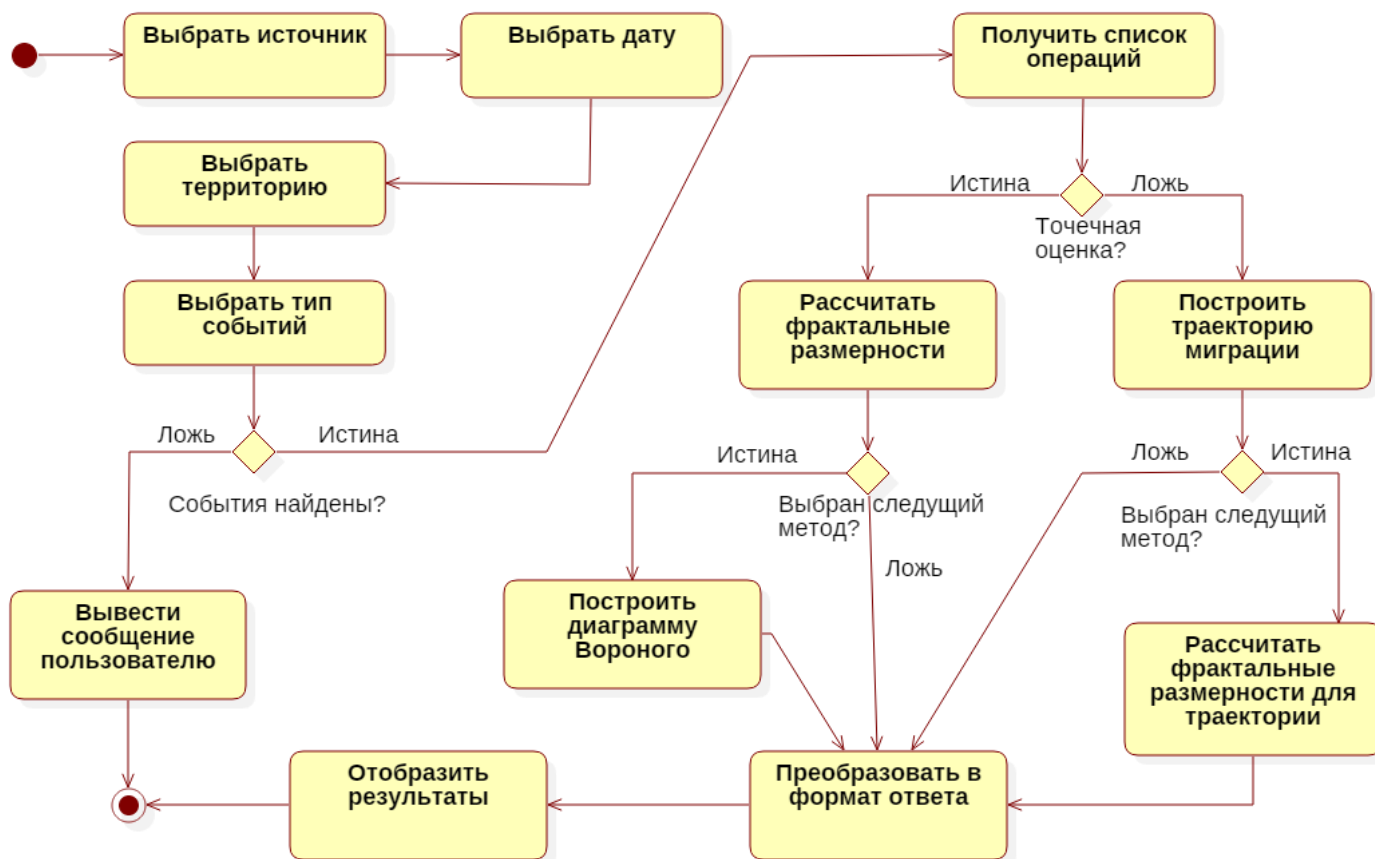 Выбрать источник
Выбрать дату
Получить список
операций
Выбрать
территорию
Истина
Ложь
Точечная
оценка?
Выбрать тип
событий
Рассчитать
фрактальные
размерности
Построить
траекторию
миграции
Ложь
Истина
События найдены?
Истина
Выбран следущий
метод?
Ложь
Ложь
Истина
Выбран следущий
метод?
Вывести
сообщение
пользователю
Построить
диаграмму
Вороного
Рассчитать
фрактальные
размерности для
траектории
Отобразить
результаты
Преобразовать в
формат ответа